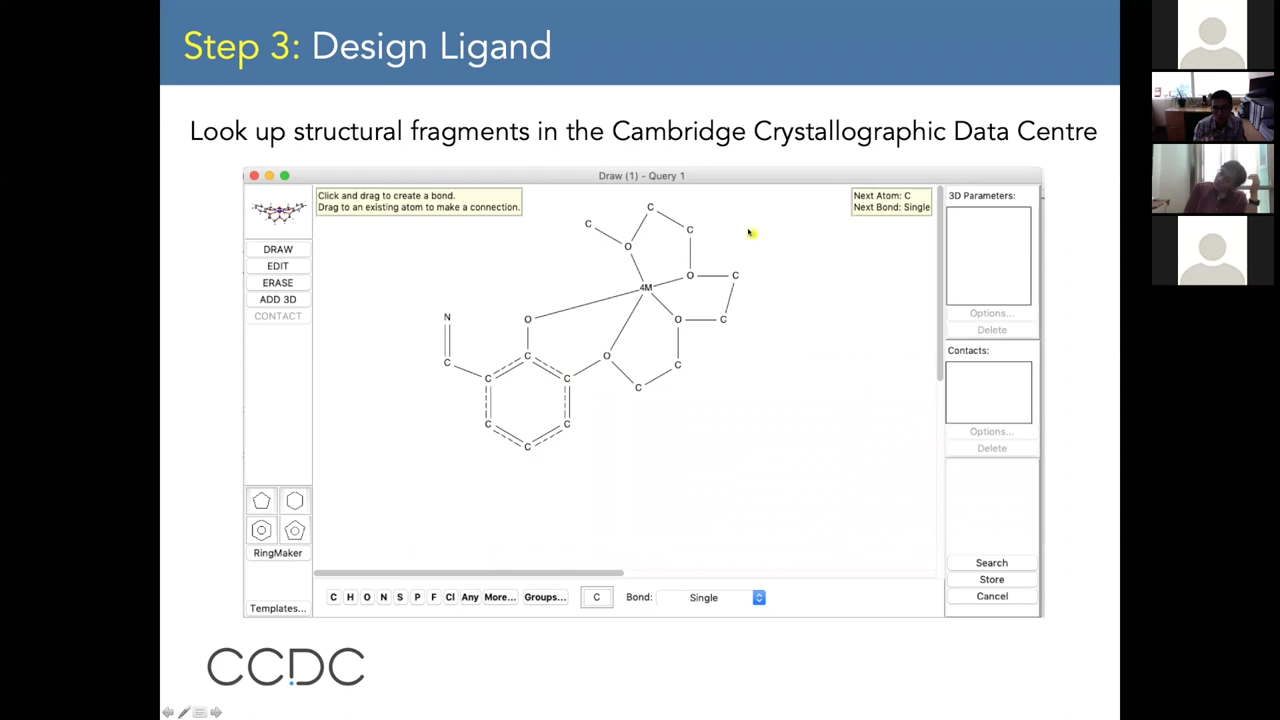 Step 3: Design Ligand
Look up structural fragments in the Cambridge Crystallographic Data Centre
Draw (1) - Query 1
Click and drag to create a bond.
Drag to an existing atom to make a connection.
Next Atom: C
Next Bond: Single
3D Parameters:
DRAW
EDIT
ERASE
ADD 3D
CONTACT
C
C
O
C
O
C
4M
N
O
O
C
C
C
O
C
C
C
C
C
C
C
C
Options...
Delete
Contacts:
Options...
Delete
RingMaker
Templates...
C H O N S P F Cl Any More... Groups... C Bond: Single
Search
Store
Cancel
CCDC